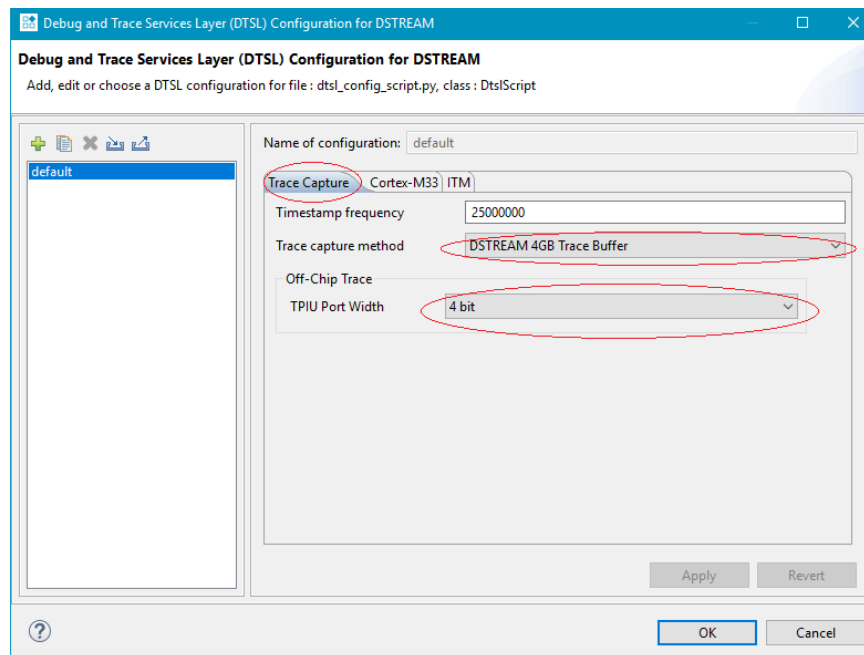 Debug and Trace Services Layer (DTSL) Configuration for DSTREAM
Debug and Trace Services Layer (DTSL) Configuration for DSTREAM
Add, edit or choose a DTSL configuration for file : dtsl_config_script.py, class : DtslScript
default
Name of configuration: default
Trace Capture Cortex-M33 ITM
Timestamp frequency 25000000
Trace capture method DSTREAM 4GB Trace Buffer
Off-Chip Trace
TPIU Port Width 4 bit
Apply Revert
? OK Cancel